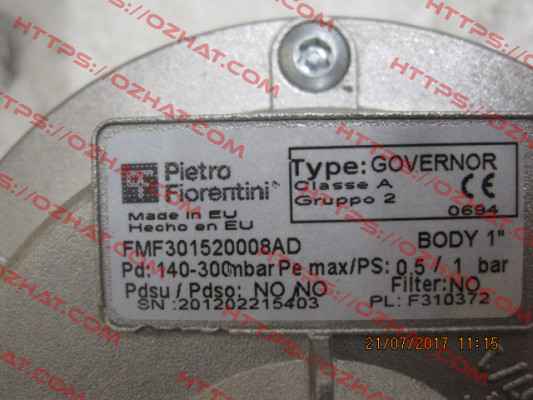 HTTPS://OZHAT.COM
Pietro
Fiorentini®
Type: GOVERNOR
Classe A
Gruppo 2
CE
0694
Made in EU
Hecho en EU
FMF301520008AD
BODY 1"
Pd: 140-300mbar Pe max/PS: 0.5 / 1 bar
Pdsu / Pdso: NO NO
Filter: NO
SN: 201202215403
PL: F310372
21/07/2017 11:15